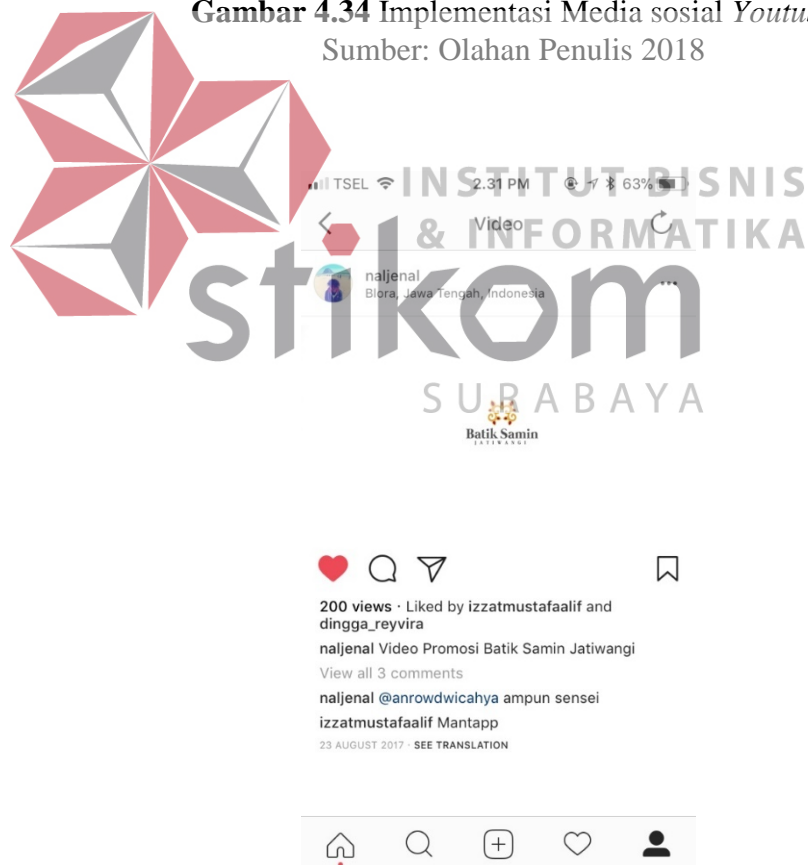 Gambar 4.34 Implementasi Media sosial
Sumber: Olahan Penulis 2018
TSEL 2.31 PM 63%
INSTITUT BISNIS
Video
& INFORMATIKA
naljenal
Blora, Jawa Tengah, Indonesia
stikom
SURABAYA
Batik Samin
JATIWANGI
200 views · Liked by izzatmustafaalif and
dingga_reyvira
naljenal Video Promosi Batik Samin Jatiwangi
View all 3 comments
naljenal @anrowdwicahya ampun sensei
izzatmustafaalif Mantapp
23 AUGUST 2017 · SEE TRANSLATION